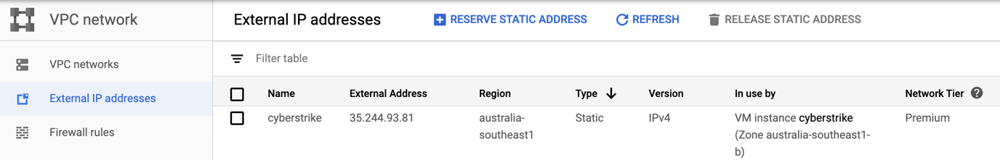 VPC network
External IP addresses
RESERVE STATIC ADDRESS
REFRESH
RELEASE STATIC ADDRESS
VPC networks
External IP addresses
Firewall rules
Filter table
Name External Address Region Type Version In use by Network Tier
cyberstrike 35.244.93.81 australia- Static IPv4 VM instance cyberstrike Premium
southeast1 (Zone australia-southeast1-
b)